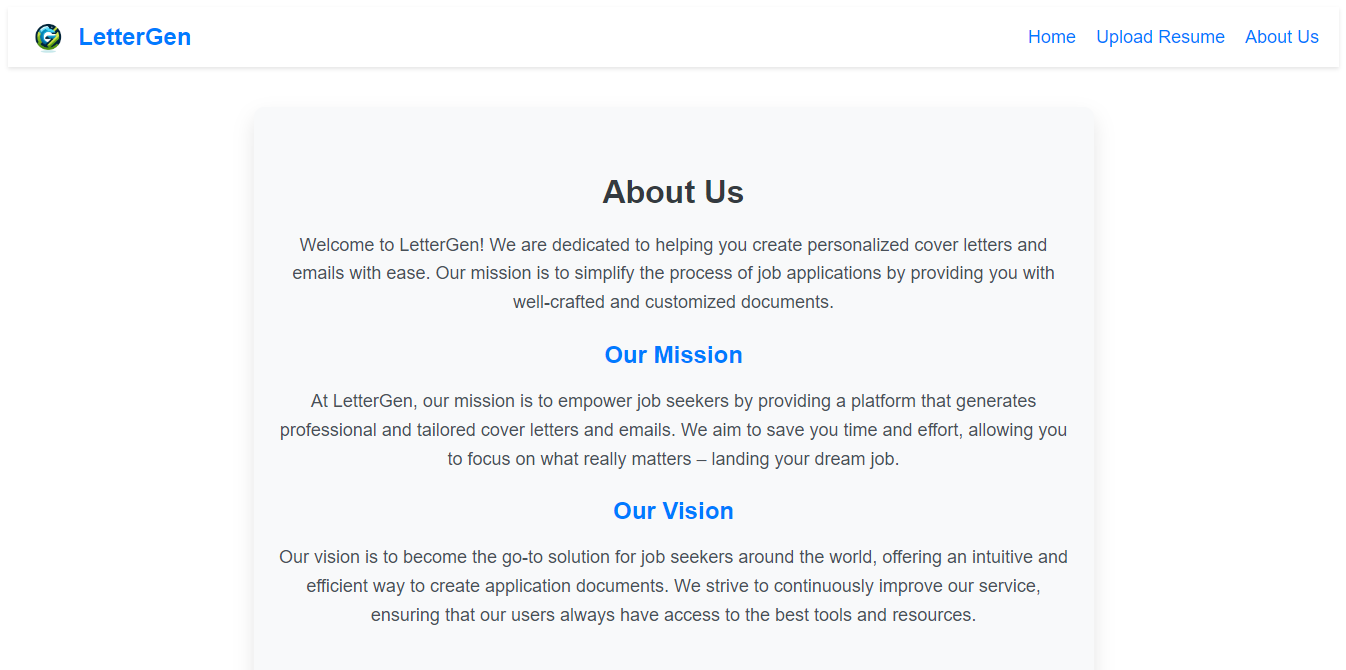 LetterGen
Home Upload Resume About Us
About Us
Welcome to LetterGen! We are dedicated to helping you create personalized cover letters and
emails with ease. Our mission is to simplify the process of job applications by providing you with
well-crafted and customized documents.
Our Mission
At LetterGen, our mission is to empower job seekers by providing a platform that generates
professional and tailored cover letters and emails. We aim to save you time and effort, allowing you
to focus on what really matters – landing your dream job.
Our Vision
Our vision is to become the go-to solution for job seekers around the world, offering an intuitive and
efficient way to create application documents. We strive to continuously improve our service,
ensuring that our users always have access to the best tools and resources.